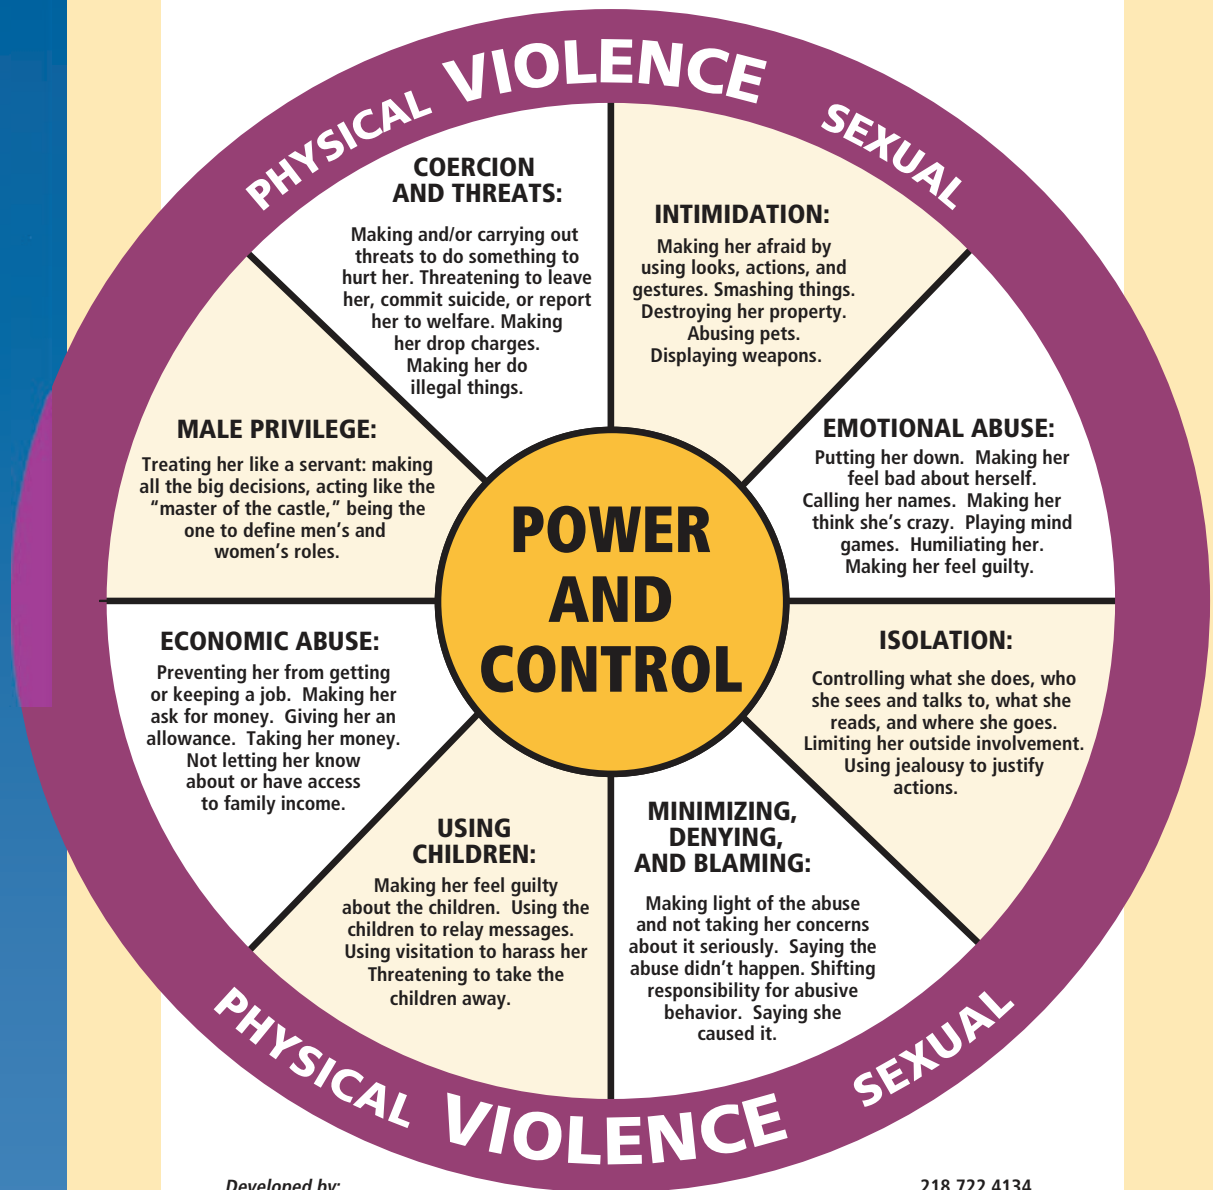 PHYSICAL VIOLENCE SEXUAL
COERCION
AND THREATS:
Making and/or carrying out
threats to do something to
hurt her. Threatening to leave
her, commit suicide, or report
her to welfare. Making
her drop charges.
Making her do
illegal things.
INTIMIDATION:
Making her afraid by
using looks, actions, and
gestures. Smashing things.
Destroying her property.
Abusing pets.
Displaying weapons.
MALE PRIVILEGE:
Treating her like a servant: making
all the big decisions, acting like the
“master of the castle,” being the
one to define men’s and
women’s roles.
EMOTIONAL ABUSE:
Putting her down. Making her
feel bad about herself.
Calling her names. Making her
think she’s crazy. Playing mind
games. Humiliating her.
Making her feel guilty.
POWER
AND
CONTROL
ECONOMIC ABUSE:
Preventing her from getting
or keeping a job. Making her
ask for money. Giving her an
allowance. Taking her money.
Not letting her know
about or have access
to family income.
ISOLATION:
Controlling what she does, who
she sees and talks to, what she
reads, and where she goes.
Limiting her outside involvement.
Using jealousy to justify
actions.
USING
CHILDREN:
Making her feel guilty
about the children. Using the
children to relay messages.
Using visitation to harass her
Threatening to take the
children away.
MINIMIZING,
DENYING,
AND BLAMING:
Making light of the abuse
and not taking her concerns
about it seriously. Saying the
abuse didn’t happen. Shifting
responsibility for abusive
behavior. Saying she
caused it.
PHYSICAL VIOLENCE SEXUAL
Developed by:
218.722.4134